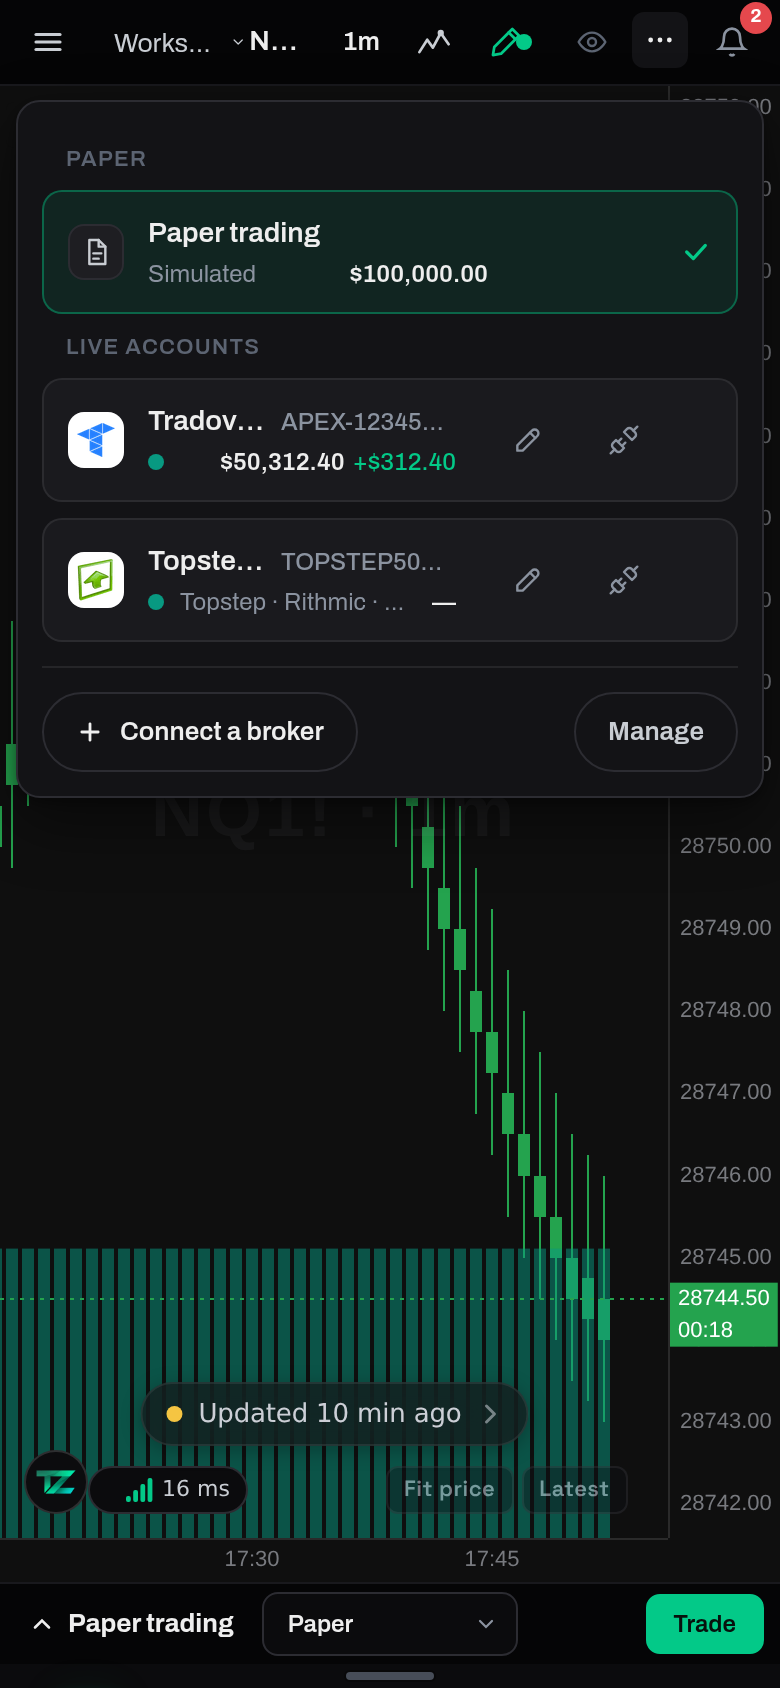 Works... N... 1m 2
PAPER
Paper trading
Simulated $100,000.00
LIVE ACCOUNTS
Tradov... APEX-12345...
$50,312.40 +$312.40
Topste... TOPSTEP50...
Topstep · Rithmic · ... —
+ Connect a broker Manage
NQ1! · 1m
28750.00
28749.00
28748.00
28747.00
28746.00
28745.00
28744.50
00:18
Updated 10 min ago
28743.00
TZ 16 ms Fit price Latest
28742.00
17:30 17:45
Paper trading Paper Trade